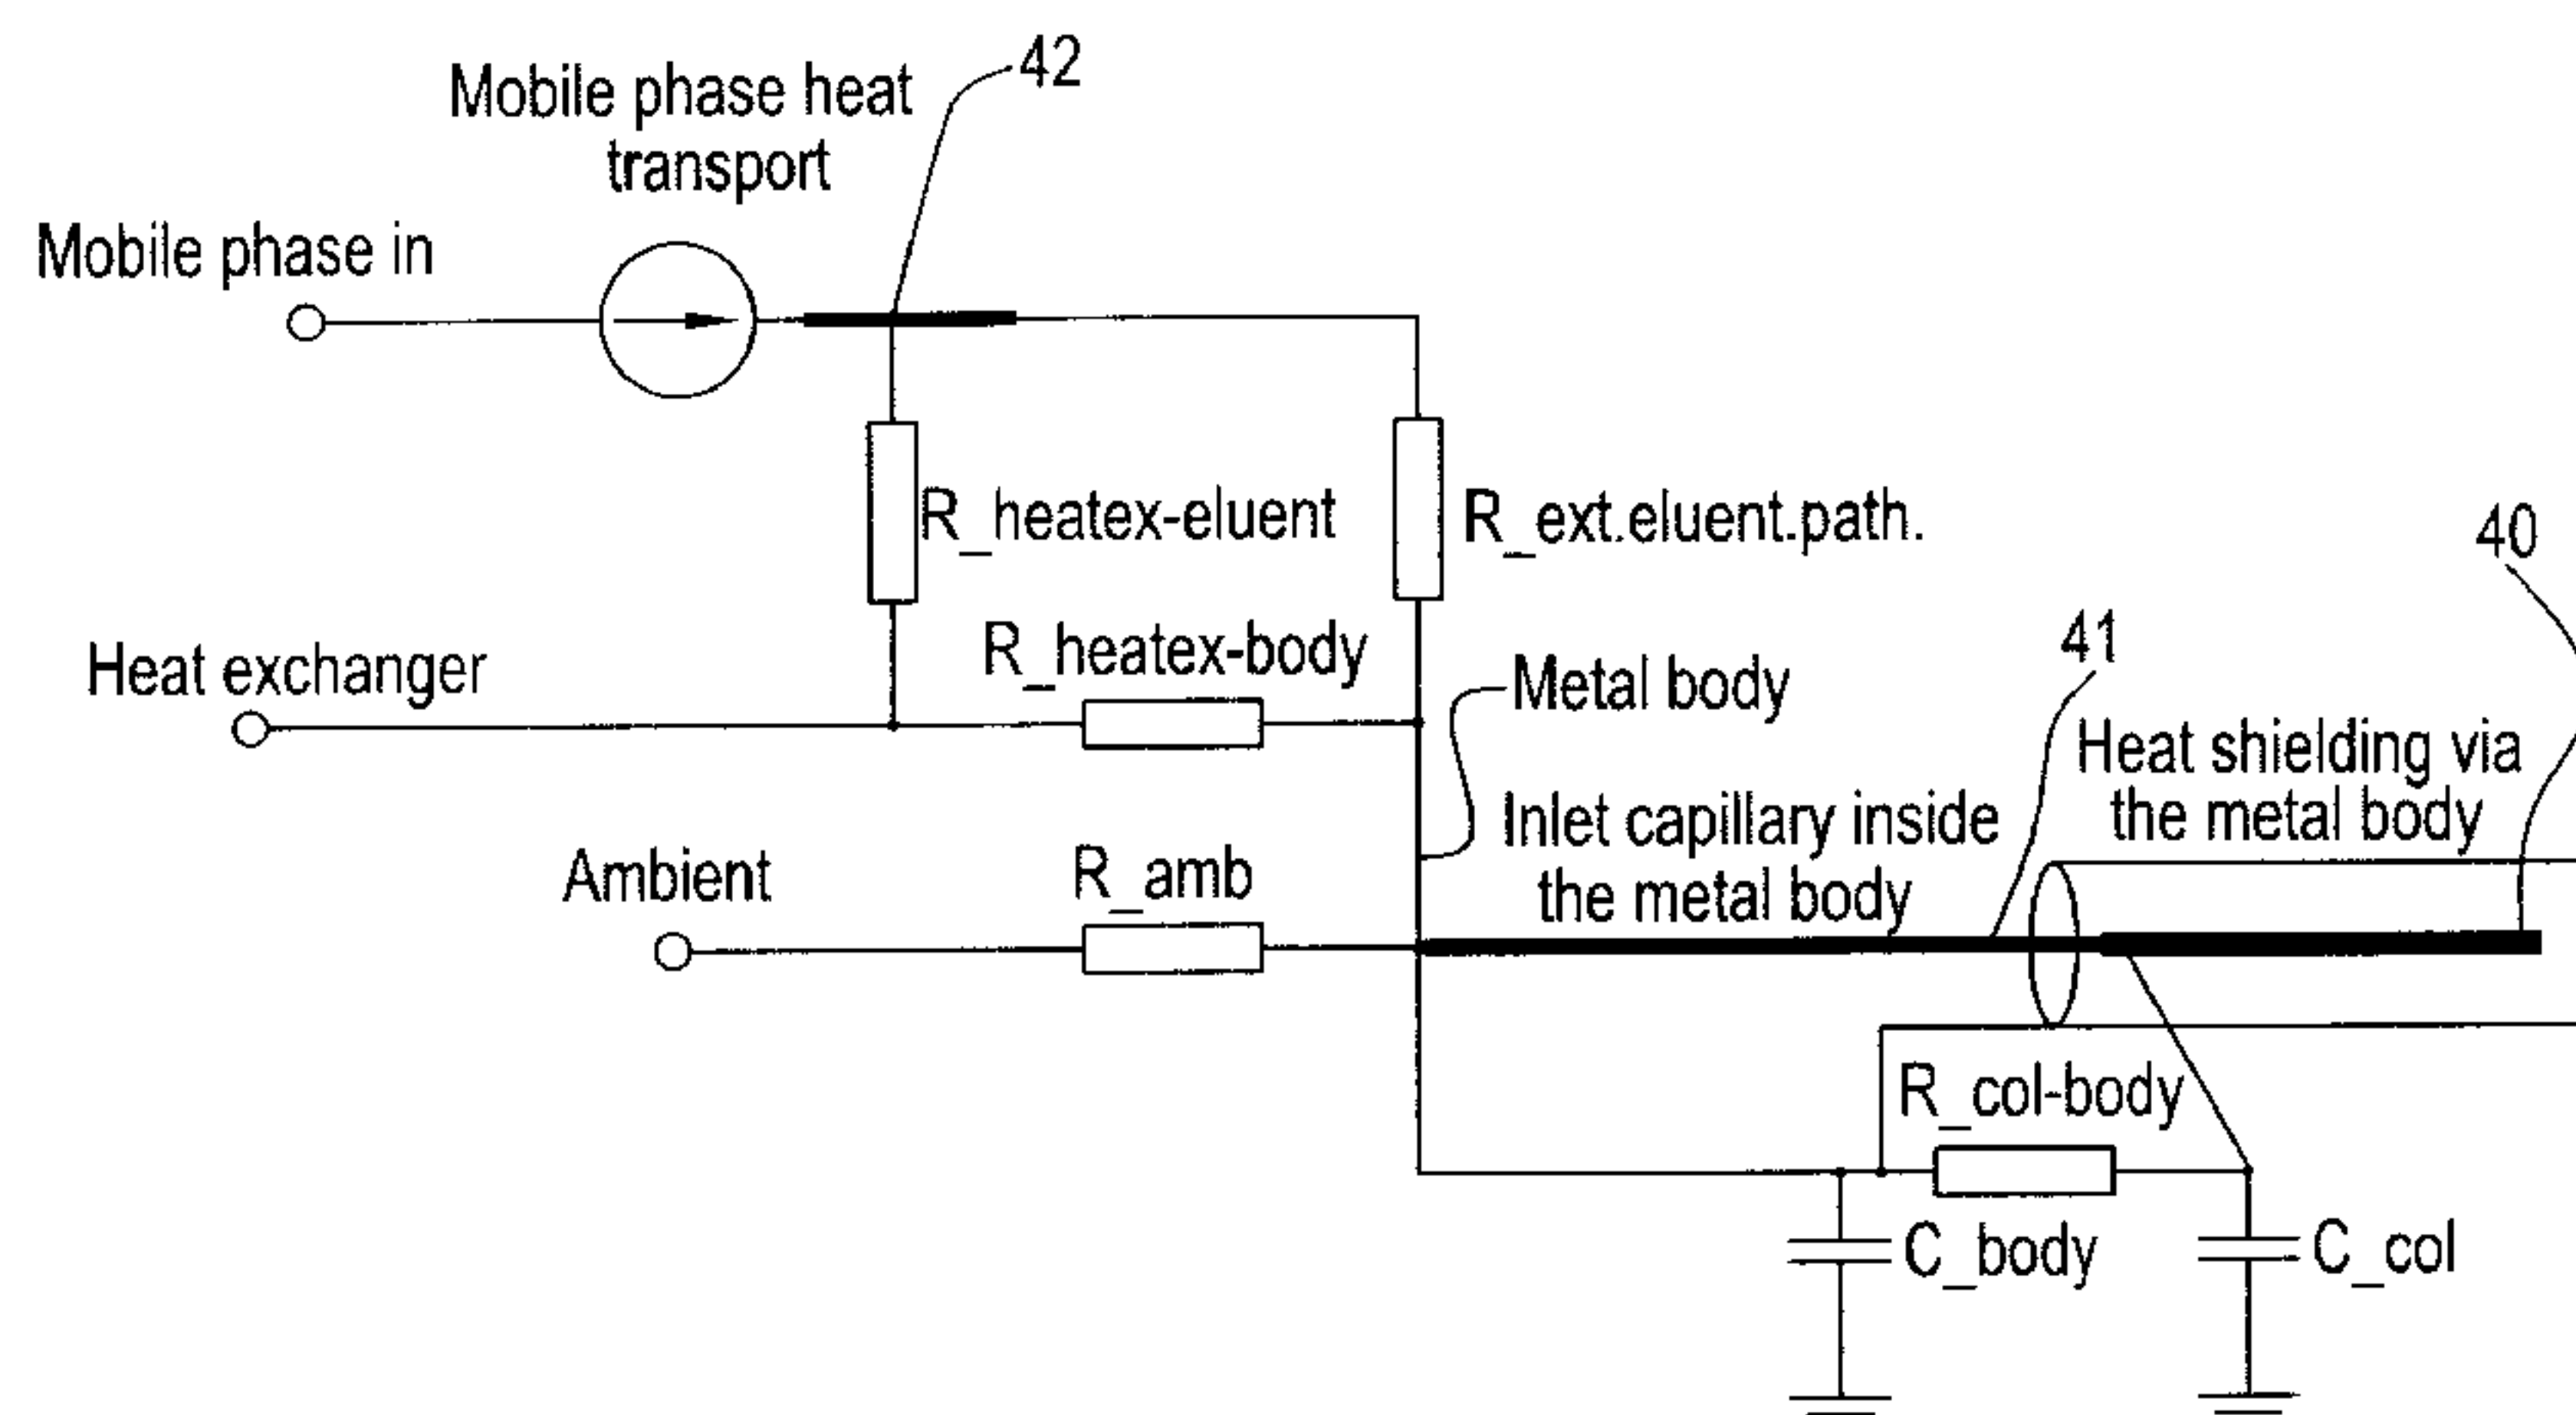 42
Mobile phase heat
transport
Mobile phase in
R_heatex-eluent
R_ext.eluent.path.
40
R_heatex-body
41
Heat exchanger
Metal body
Heat shielding via
the metal body
Inlet capillary inside
the metal body
Ambient
R_amb
R_col-body
C_body
C_col